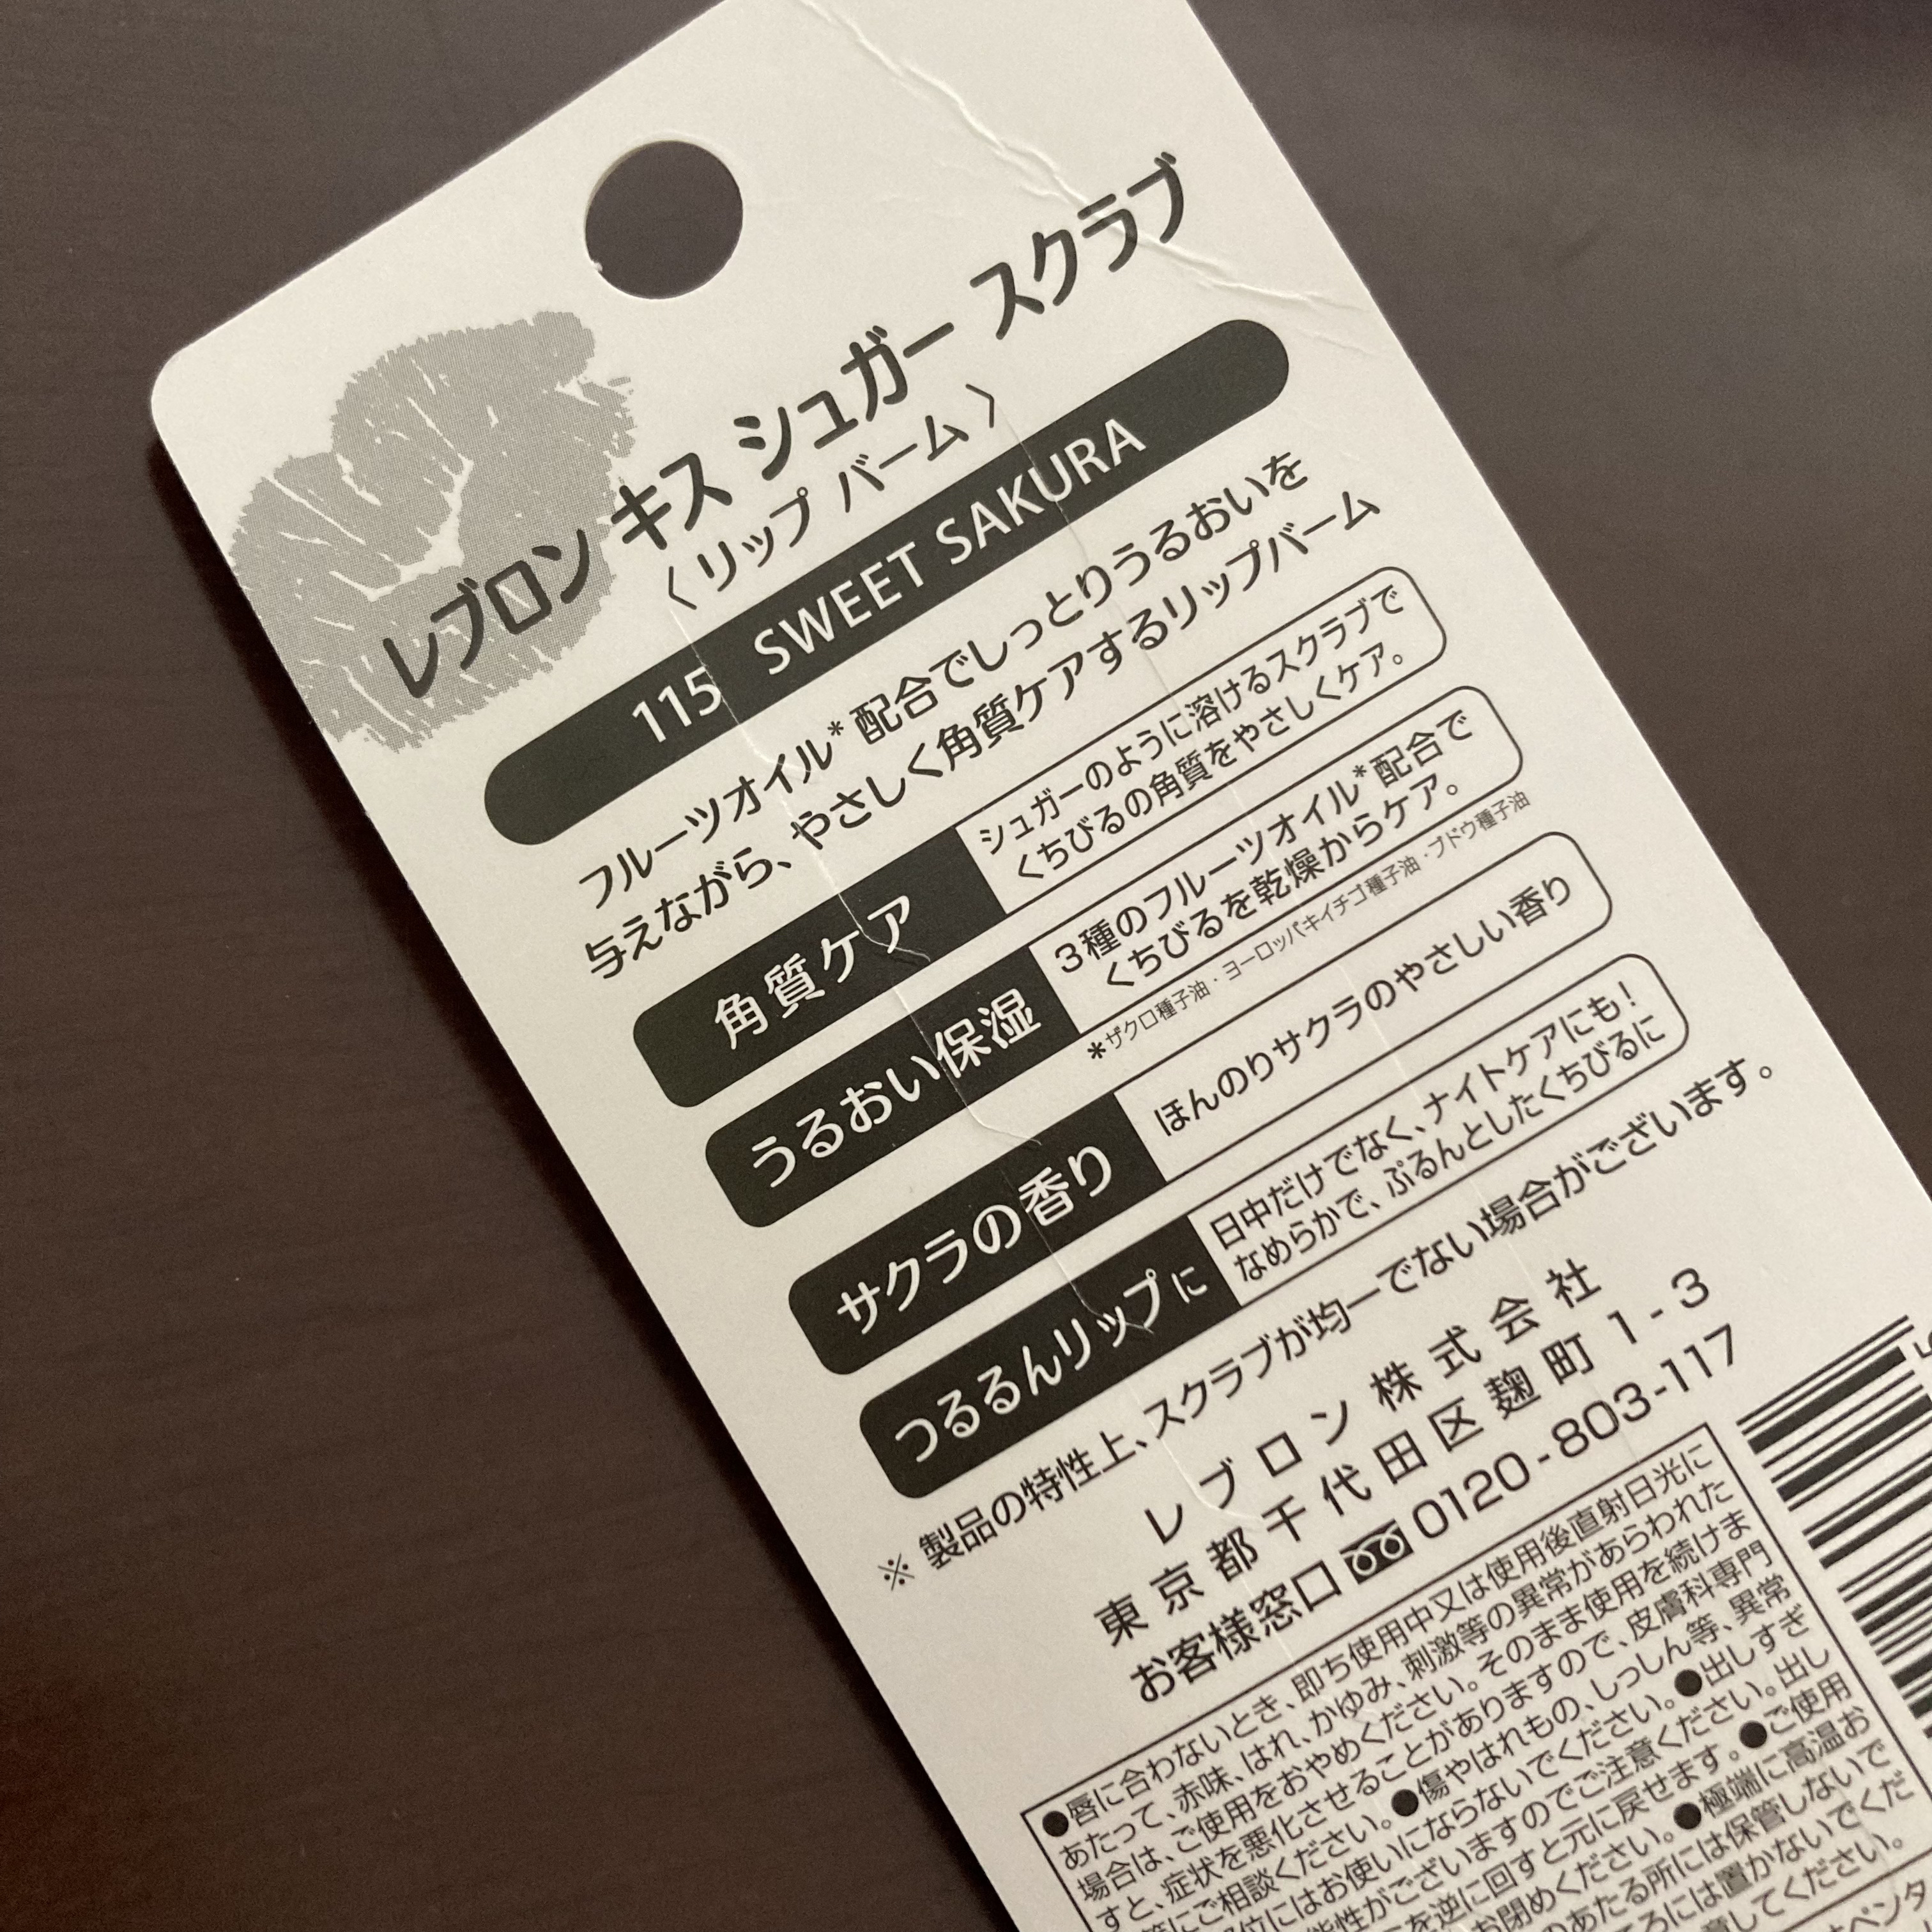 レブロン キス シュガー スクラブ
〈リップ バーム〉
115 SWEET SAKURA
フルーツオイル*配合でしっとりうるおいを
与えながら、やさしく角質ケアするリップバーム
角質ケア
シュガーのように溶けるスクラブで
くちびるの角質をやさしくケア。
うるおい保湿
3種のフルーツオイル*配合で
くちびるを乾燥からケア。
*ザクロ種子油・ヨーロッパキイチゴ種子油・ブドウ種子油
サクラの香り
ほんのりサクラのやさしい香り
つるるんリップに
日中だけでなく、ナイトケアにも!
なめらかで、ぷるんとしたくちびるに
※ 製品の特性上、スクラブが均一でない場合がございます。
レブロン株式会社
東京都千代田区麹町1-3
お客様窓口 0120-803-117
●唇に合わないとき、即ち使用中又は使用後直射日光に
あたって、赤味、はれ、かゆみ、刺激等の異常があらわれた
場合は、ご使用をおやめください。そのまま使用を続けま
すと、症状を悪化させることがありますので、皮膚科専門
にご相談ください。●傷やはれもの、しっしん等、異常
位にはお使いにならないでください。●出しすぎ
能性がございますのでご注意ください。出し
を逆に回すと元に戻せます。●ご使用
お閉めください。●極端に高温お
のあたる所には保管しないで
ろには置かないでくだ
してください。